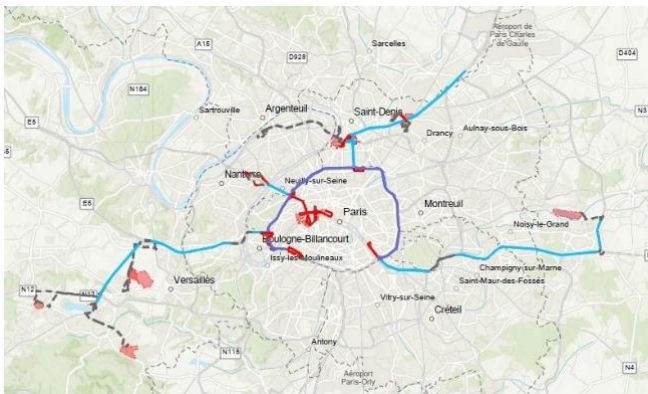 Aéroport de
Paris Charles
de Gaulle
A15
Sarcelles
D928
D404
N184
Sartrouville
Argenteuil
Saint-Denis
N3
E5
Drancy
Aulnay-sous-Bois
Nanterre
Neuilly-sur-Seine
E5
Paris
Montreuil
Noisy-le-Grand
Boulogne-Billancourt
Issy-les-Moulineaux
Champigny-sur-Marne
Versailles
Saint-Maur-des-Fossés
N12
N12
Vitry-sur-Seine
Créteil
N118
Antony
Aéroport
Paris-Orly
N4